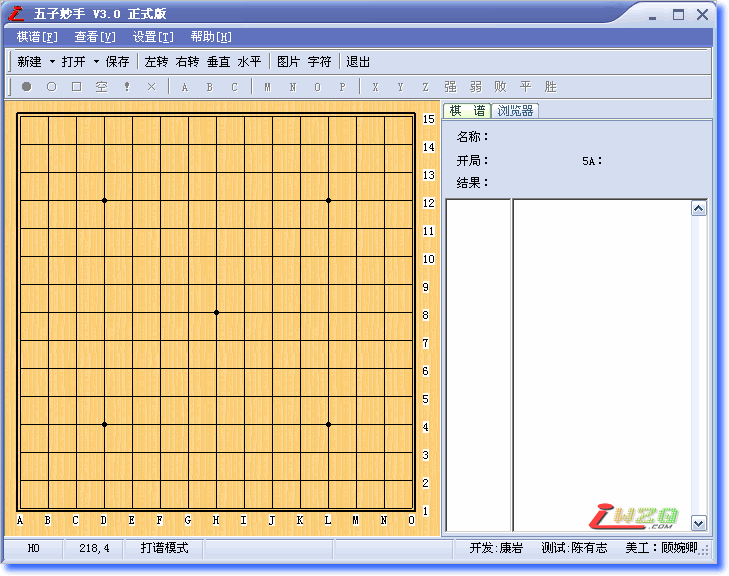 五子妙手 V3.0 正式版
棋谱[F] 查看[V] 设置[T] 帮助[H]
新建 打开 保存 左转 右转 垂直 水平 图片 字符 退出
空 ! × A B C M N O P X Y Z 强 弱 败 平 胜
棋 谱 浏览器
名称：
开局： 5A:
结果：
15
14
13
12
11
10
9
8
7
6
5
4
3
2
1
A B C D E F G H I J K L M N O
iWZQ.COM
H0 218,4 打谱模式 开发:康岩 测试:陈有志 美工：顾婉卿